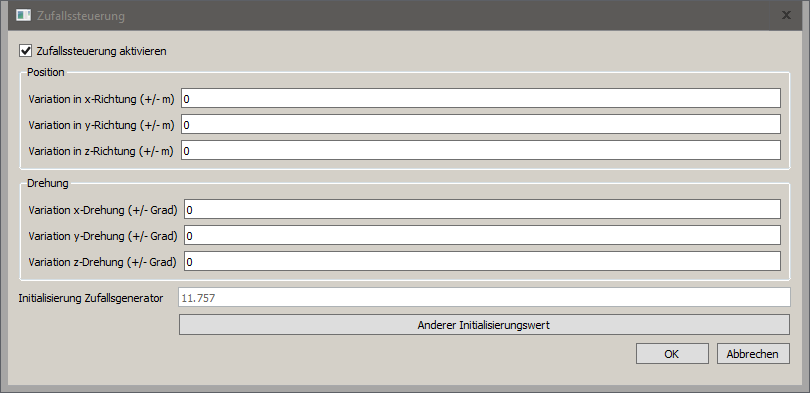 Zufallssteuerung
Zufallssteuerung aktivieren
Position
Variation in x-Richtung (+/- m) 0
Variation in y-Richtung (+/- m) 0
Variation in z-Richtung (+/- m) 0
Drehung
Variation x-Drehung (+/- Grad) 0
Variation y-Drehung (+/- Grad) 0
Variation z-Drehung (+/- Grad) 0
Initialisierung Zufallsgenerator 11.757
Anderer Initialisierungswert
OK Abbrechen